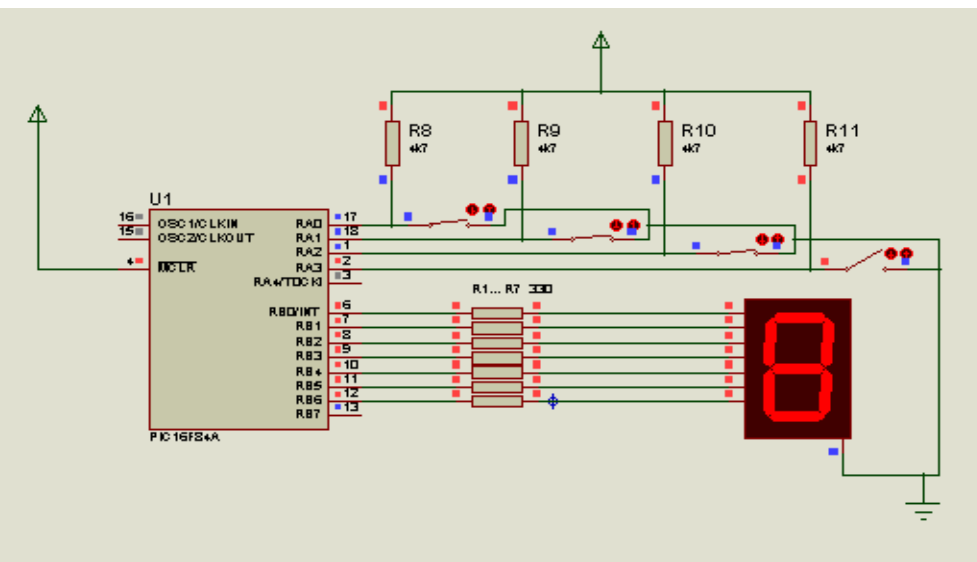 R8
4k7
R9
4k7
R10
4k7
R11
4k7
U1
16
OSC1/CLKIN
RA0
17
15
OSC2/CLKOUT
RA1
18
RA2
1
4
MCLR
RA3
2
RA4/T0CKI
3
R1... R7 330
RB0/INT
6
RB1
7
RB2
8
RB3
9
RB4
10
RB5
11
RB6
12
RB7
13
PIC16F84A
8